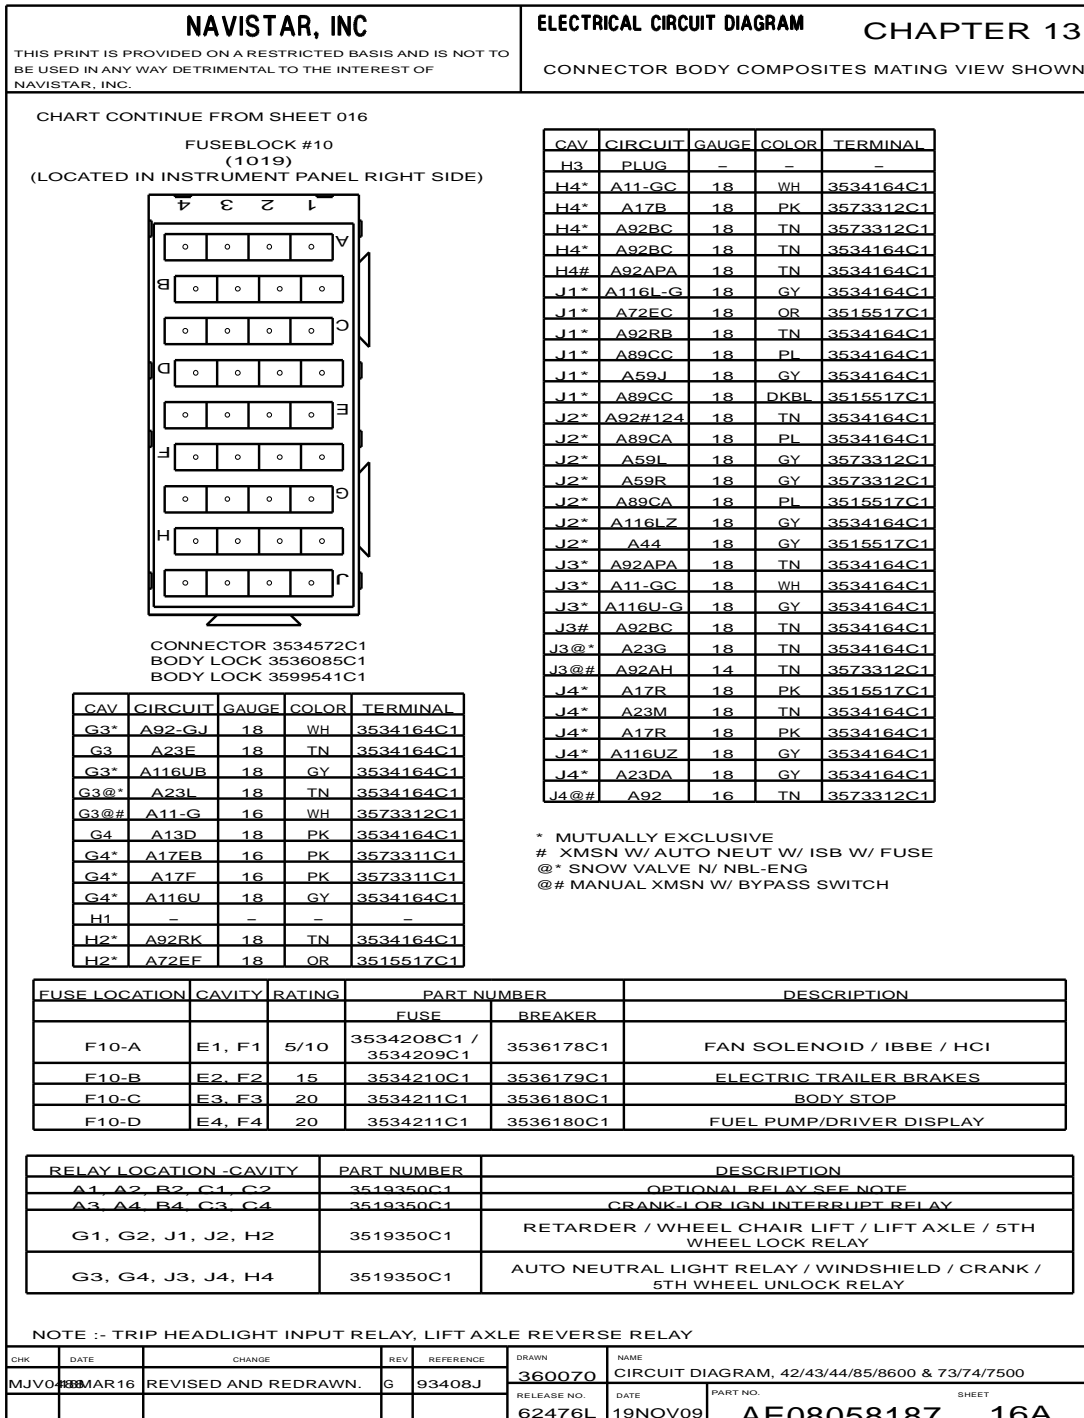 NAVISTAR, INC
THIS PRINT IS PROVIDED ON A RESTRICTED BASIS AND IS NOT TO
BE USED IN ANY WAY DETRIMENTAL TO THE INTEREST OF
NAVISTAR, INC.
ELECTRICAL CIRCUIT DIAGRAM CHAPTER 13
CONNECTOR BODY COMPOSITES MATING VIEW SHOWN
CHART CONTINUE FROM SHEET 016
FUSEBLOCK #10
(1019)
(LOCATED IN INSTRUMENT PANEL RIGHT SIDE)
4 3 2 1
A
B
C
D
E
F
G
H
J
CONNECTOR 3534572C1
BODY LOCK 3536085C1
BODY LOCK 3599541C1
CAV CIRCUIT GAUGE COLOR TERMINAL
G3* A92-GJ 18 WH 3534164C1
G3 A23E 18 TN 3534164C1
G3* A116UB 18 GY 3534164C1
G3@* A23L 18 TN 3534164C1
G3@# A11-G 16 WH 3573312C1
G4 A13D 18 PK 3534164C1
G4* A17EB 16 PK 3573311C1
G4* A17F 16 PK 3573311C1
G4* A116U 18 GY 3534164C1
H1 – – – –
H2* A92RK 18 TN 3534164C1
H2* A72EF 18 OR 3515517C1
CAV CIRCUIT GAUGE COLOR TERMINAL
H3 PLUG – – –
H4* A11-GC 18 WH 3534164C1
H4* A17B 18 PK 3573312C1
H4* A92BC 18 TN 3573312C1
H4* A92BC 18 TN 3534164C1
H4# A92APA 18 TN 3534164C1
J1* A116L-G 18 GY 3534164C1
J1* A72EC 18 OR 3515517C1
J1* A92RB 18 TN 3534164C1
J1* A89CC 18 PL 3534164C1
J1* A59J 18 GY 3534164C1
J1* A89CC 18 DKBL 3515517C1
J2* A92#124 18 TN 3534164C1
J2* A89CA 18 PL 3534164C1
J2* A59L 18 GY 3573312C1
J2* A59R 18 GY 3573312C1
J2* A89CA 18 PL 3515517C1
J2* A116LZ 18 GY 3534164C1
J2* A44 18 GY 3515517C1
J3* A92APA 18 TN 3534164C1
J3* A11-GC 18 WH 3534164C1
J3* A116U-G 18 GY 3534164C1
J3# A92BC 18 TN 3534164C1
J3@* A23G 18 TN 3534164C1
J3@# A92AH 14 TN 3573312C1
J4* A17R 18 PK 3515517C1
J4* A23M 18 TN 3534164C1
J4* A17R 18 PK 3534164C1
J4* A116UZ 18 GY 3534164C1
J4* A23DA 18 GY 3534164C1
J4@# A92 16 TN 3573312C1
* MUTUALLY EXCLUSIVE
# XMSN W/ AUTO NEUT W/ ISB W/ FUSE
@* SNOW VALVE N/ NBL-ENG
@# MANUAL XMSN W/ BYPASS SWITCH
FUSE LOCATION CAVITY RATING PART NUMBER DESCRIPTION
FUSE BREAKER
F10-A E1, F1 5/10 3534208C1 / 3534209C1 3536178C1 FAN SOLENOID / IBBE / HCI
F10-B E2, F2 15 3534210C1 3536179C1 ELECTRIC TRAILER BRAKES
F10-C E3, F3 20 3534211C1 3536180C1 BODY STOP
F10-D E4, F4 20 3534211C1 3536180C1 FUEL PUMP/DRIVER DISPLAY
RELAY LOCATION -CAVITY PART NUMBER DESCRIPTION
A1, A2, B2, C1, C2 3519350C1 OPTIONAL RELAY SEE NOTE
A3, A4, B4, C3, C4 3519350C1 CRANK-I OR IGN INTERRUPT RELAY
G1, G2, J1, J2, H2 3519350C1 RETARDER / WHEEL CHAIR LIFT / LIFT AXLE / 5TH
WHEEL LOCK RELAY
G3, G4, J3, J4, H4 3519350C1 AUTO NEUTRAL LIGHT RELAY / WINDSHIELD / CRANK /
5TH WHEEL UNLOCK RELAY
NOTE :- TRIP HEADLIGHT INPUT RELAY, LIFT AXLE REVERSE RELAY
CHK DATE CHANGE REV REFERENCE DRAWN NAME
REVISED AND REDRAWN. G 93408J 360070 CIRCUIT DIAGRAM, 42/43/44/85/8600 & 73/74/7500
RELEASE NO. DATE PART NO. SHEET
62476L 19NOV09 AE08058187 16A